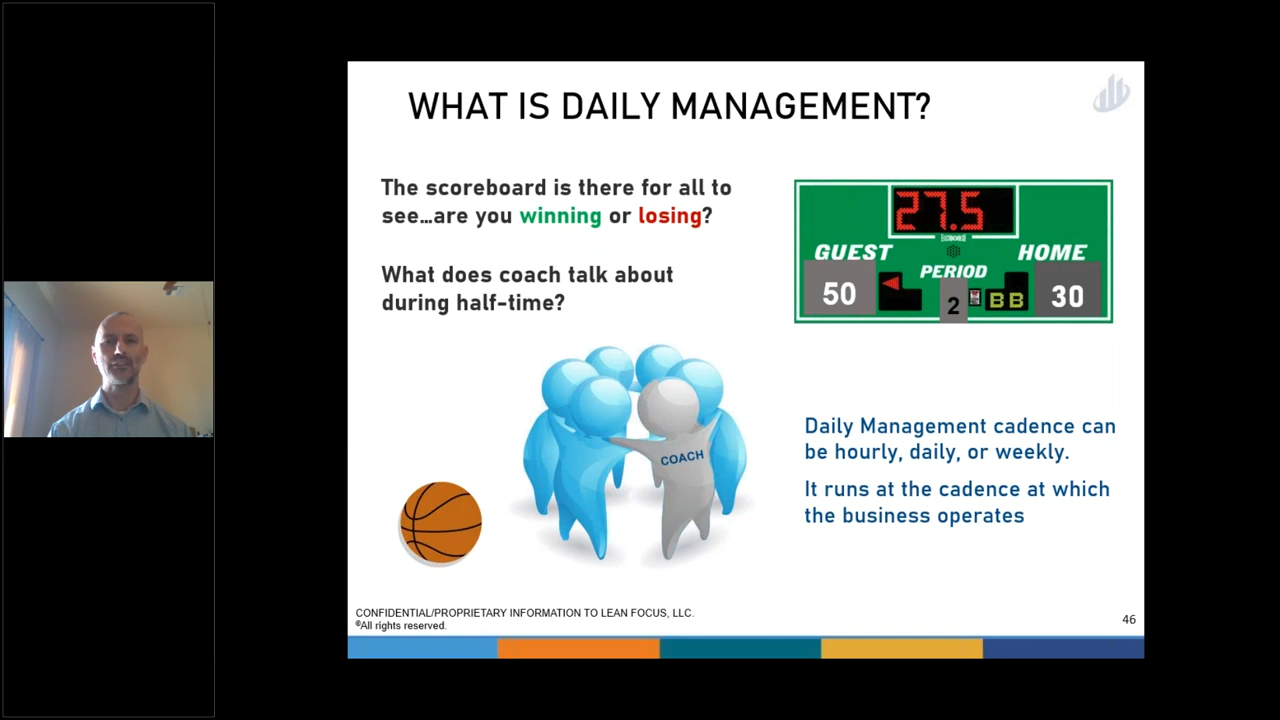 WHAT IS DAILY MANAGEMENT?
The scoreboard is there for all to
see...are you winning or losing?
What does coach talk about
during half-time?
27.5
GUEST
HOME
PERIOD
50
2
BB
30
COACH
Daily Management cadence can
be hourly, daily, or weekly.
It runs at the cadence at which
the business operates
CONFIDENTIAL/PROPRIETARY INFORMATION TO LEAN FOCUS, LLC.
®All rights reserved.
46